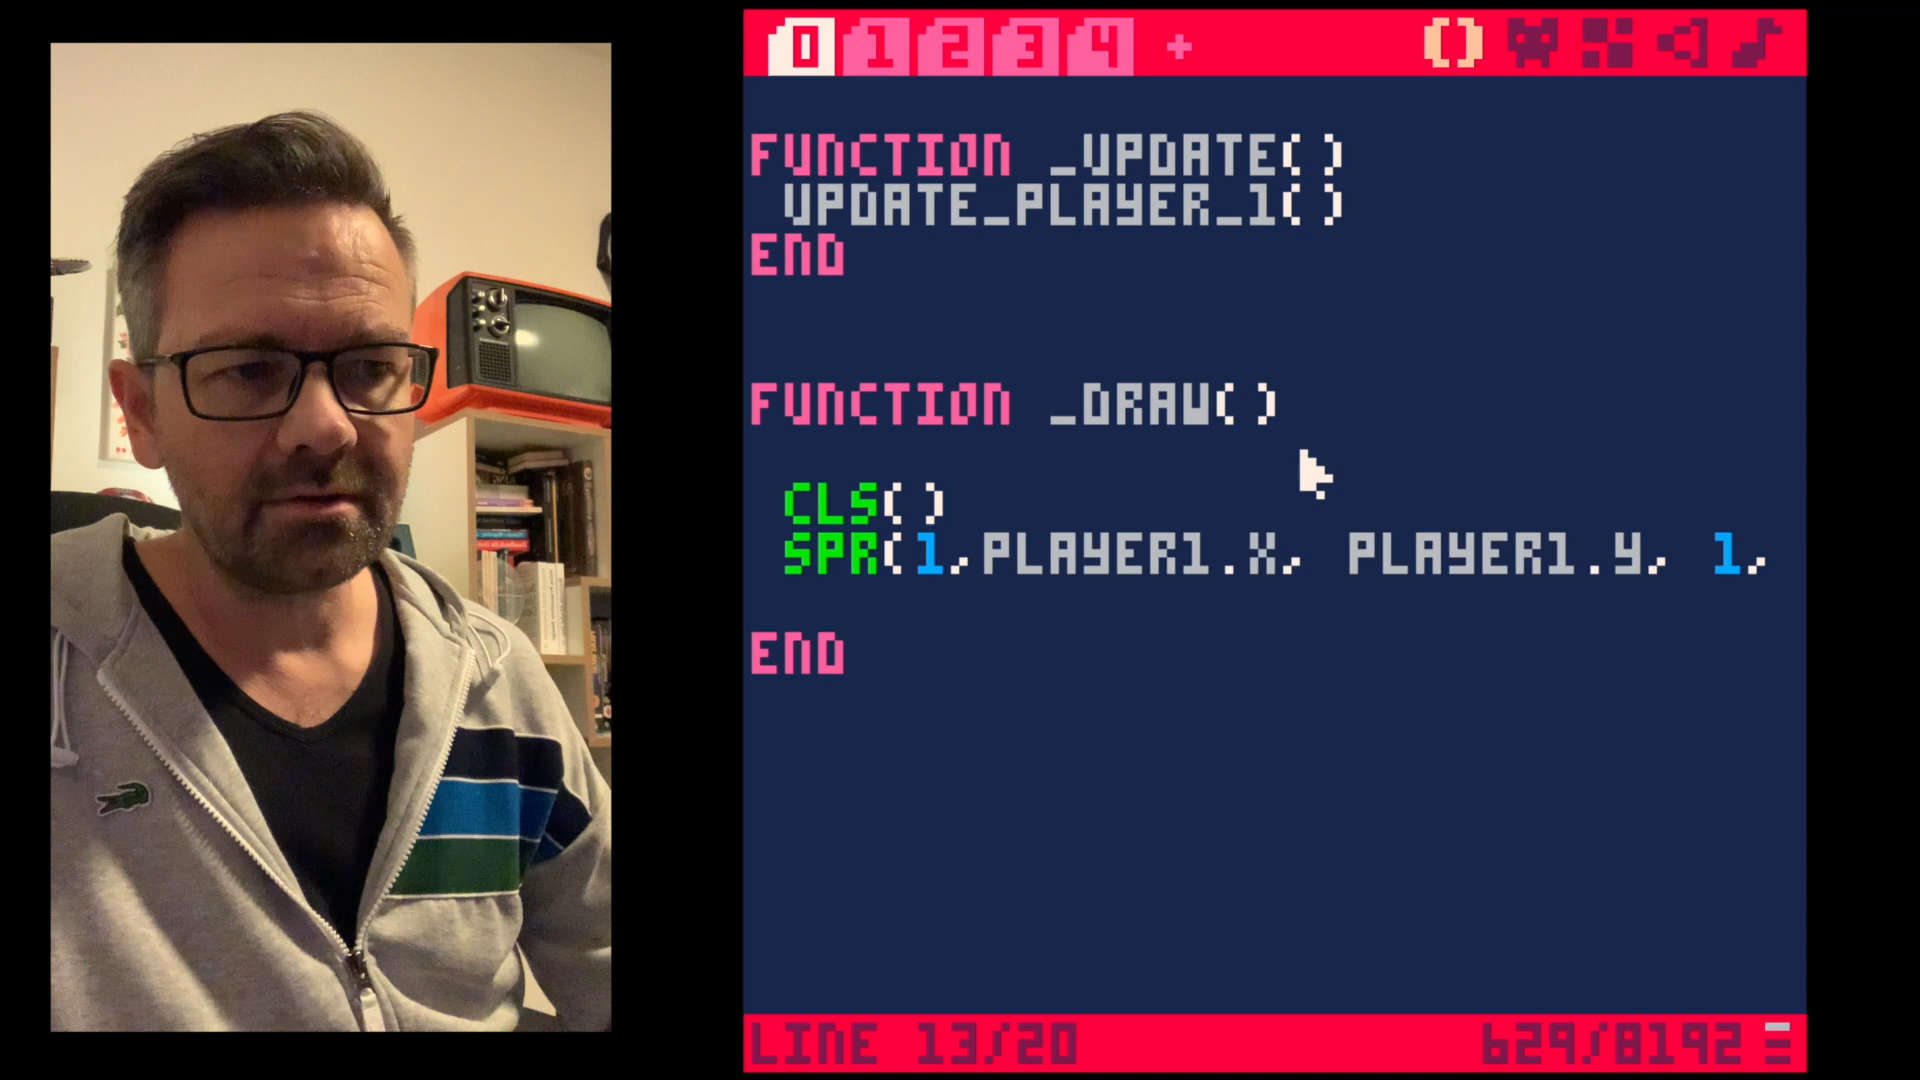 0 1 2 3 4 +
FUNCTION _UPDATE()
UPDATE_PLAYER_1()
END
FUNCTION _DRAW()
CLS()
SPR(1,PLAYER1.X, PLAYER1.Y, 1,
END
LINE 13/20
629/8192